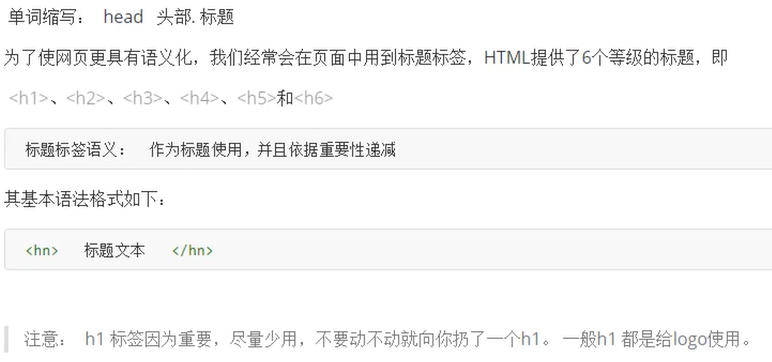 单词缩写： head 头部. 标题
为了使网页更具有语义化，我们经常会在页面中用到标题标签，HTML提供了6个等级的标题，即
<h1>、<h2>、<h3>、<h4>、<h5>和<h6>
标题标签语义： 作为标题使用，并且依据重要性递减
其基本语法格式如下：
<hn> 标题文本 </hn>
注意： h1 标签因为重要，尽量少用，不要动不动就向你扔了一个h1。 一般h1 都是给logo使用。